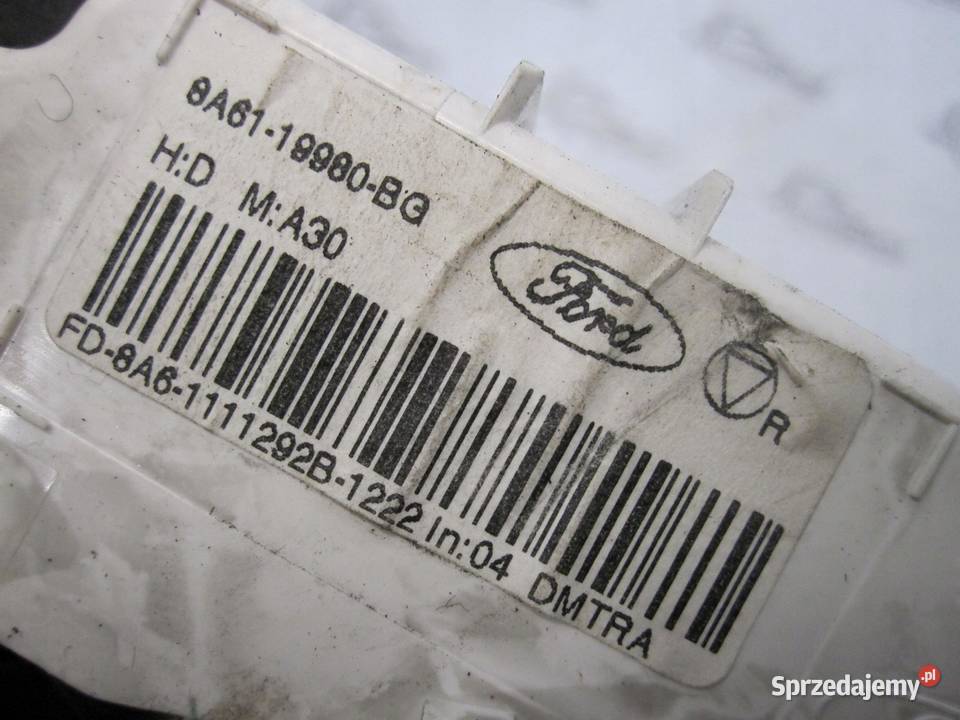 8A61-19980-BG
H:D M:A30
Ford
R
FD-8A6-1111292B-1222 In:04 DMTRA
Sprzedajemy.pl